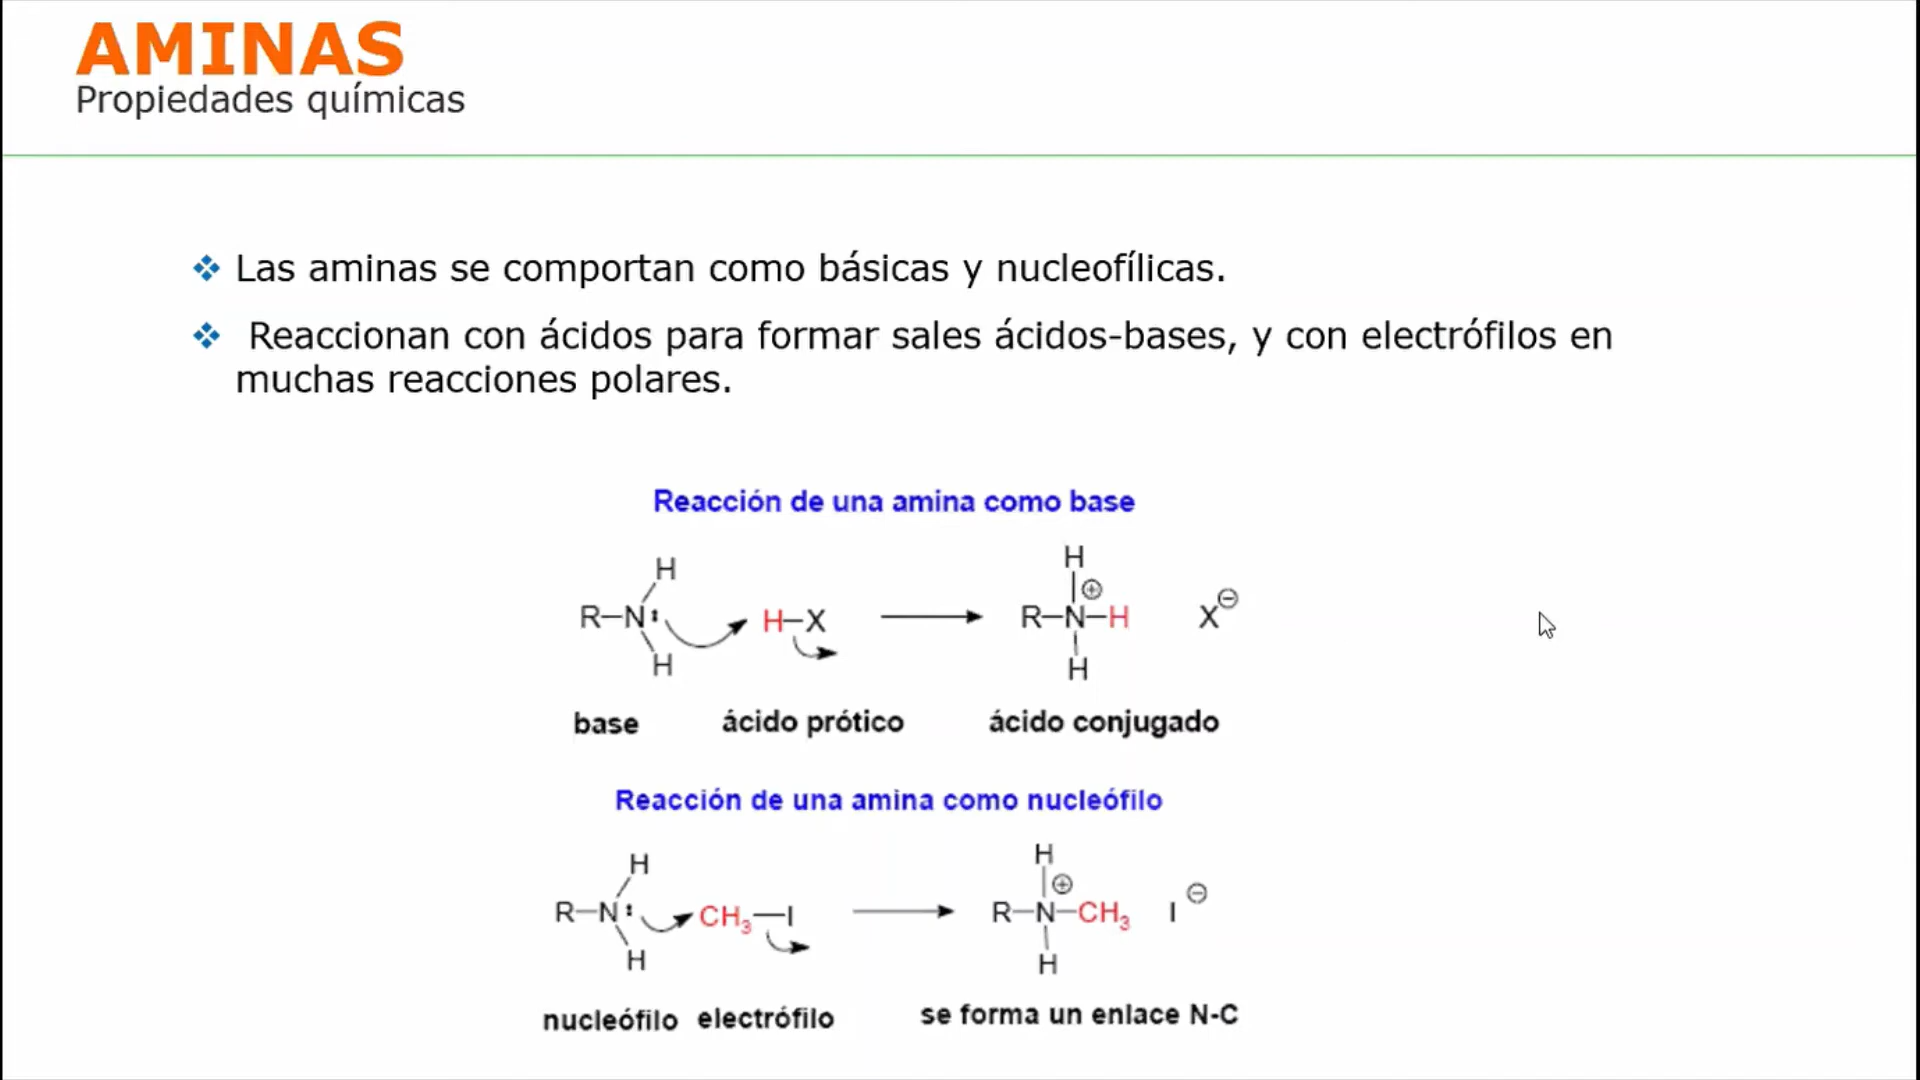 AMINAS
Propiedades químicas
❖ Las aminas se comportan como básicas y nucleofílicas.
❖ Reaccionan con ácidos para formar sales ácidos-bases, y con electrófilos en
muchas reacciones polares.
Reacción de una amina como base
H H
R–N: H–X R–N–H X
⊕ ⊖
H H
base ácido prótico ácido conjugado
Reacción de una amina como nucleófilo
H H
R–N: CH₃–I R–N–CH₃ I
⊕ ⊖
H H
nucleófilo electrófilo se forma un enlace N-C